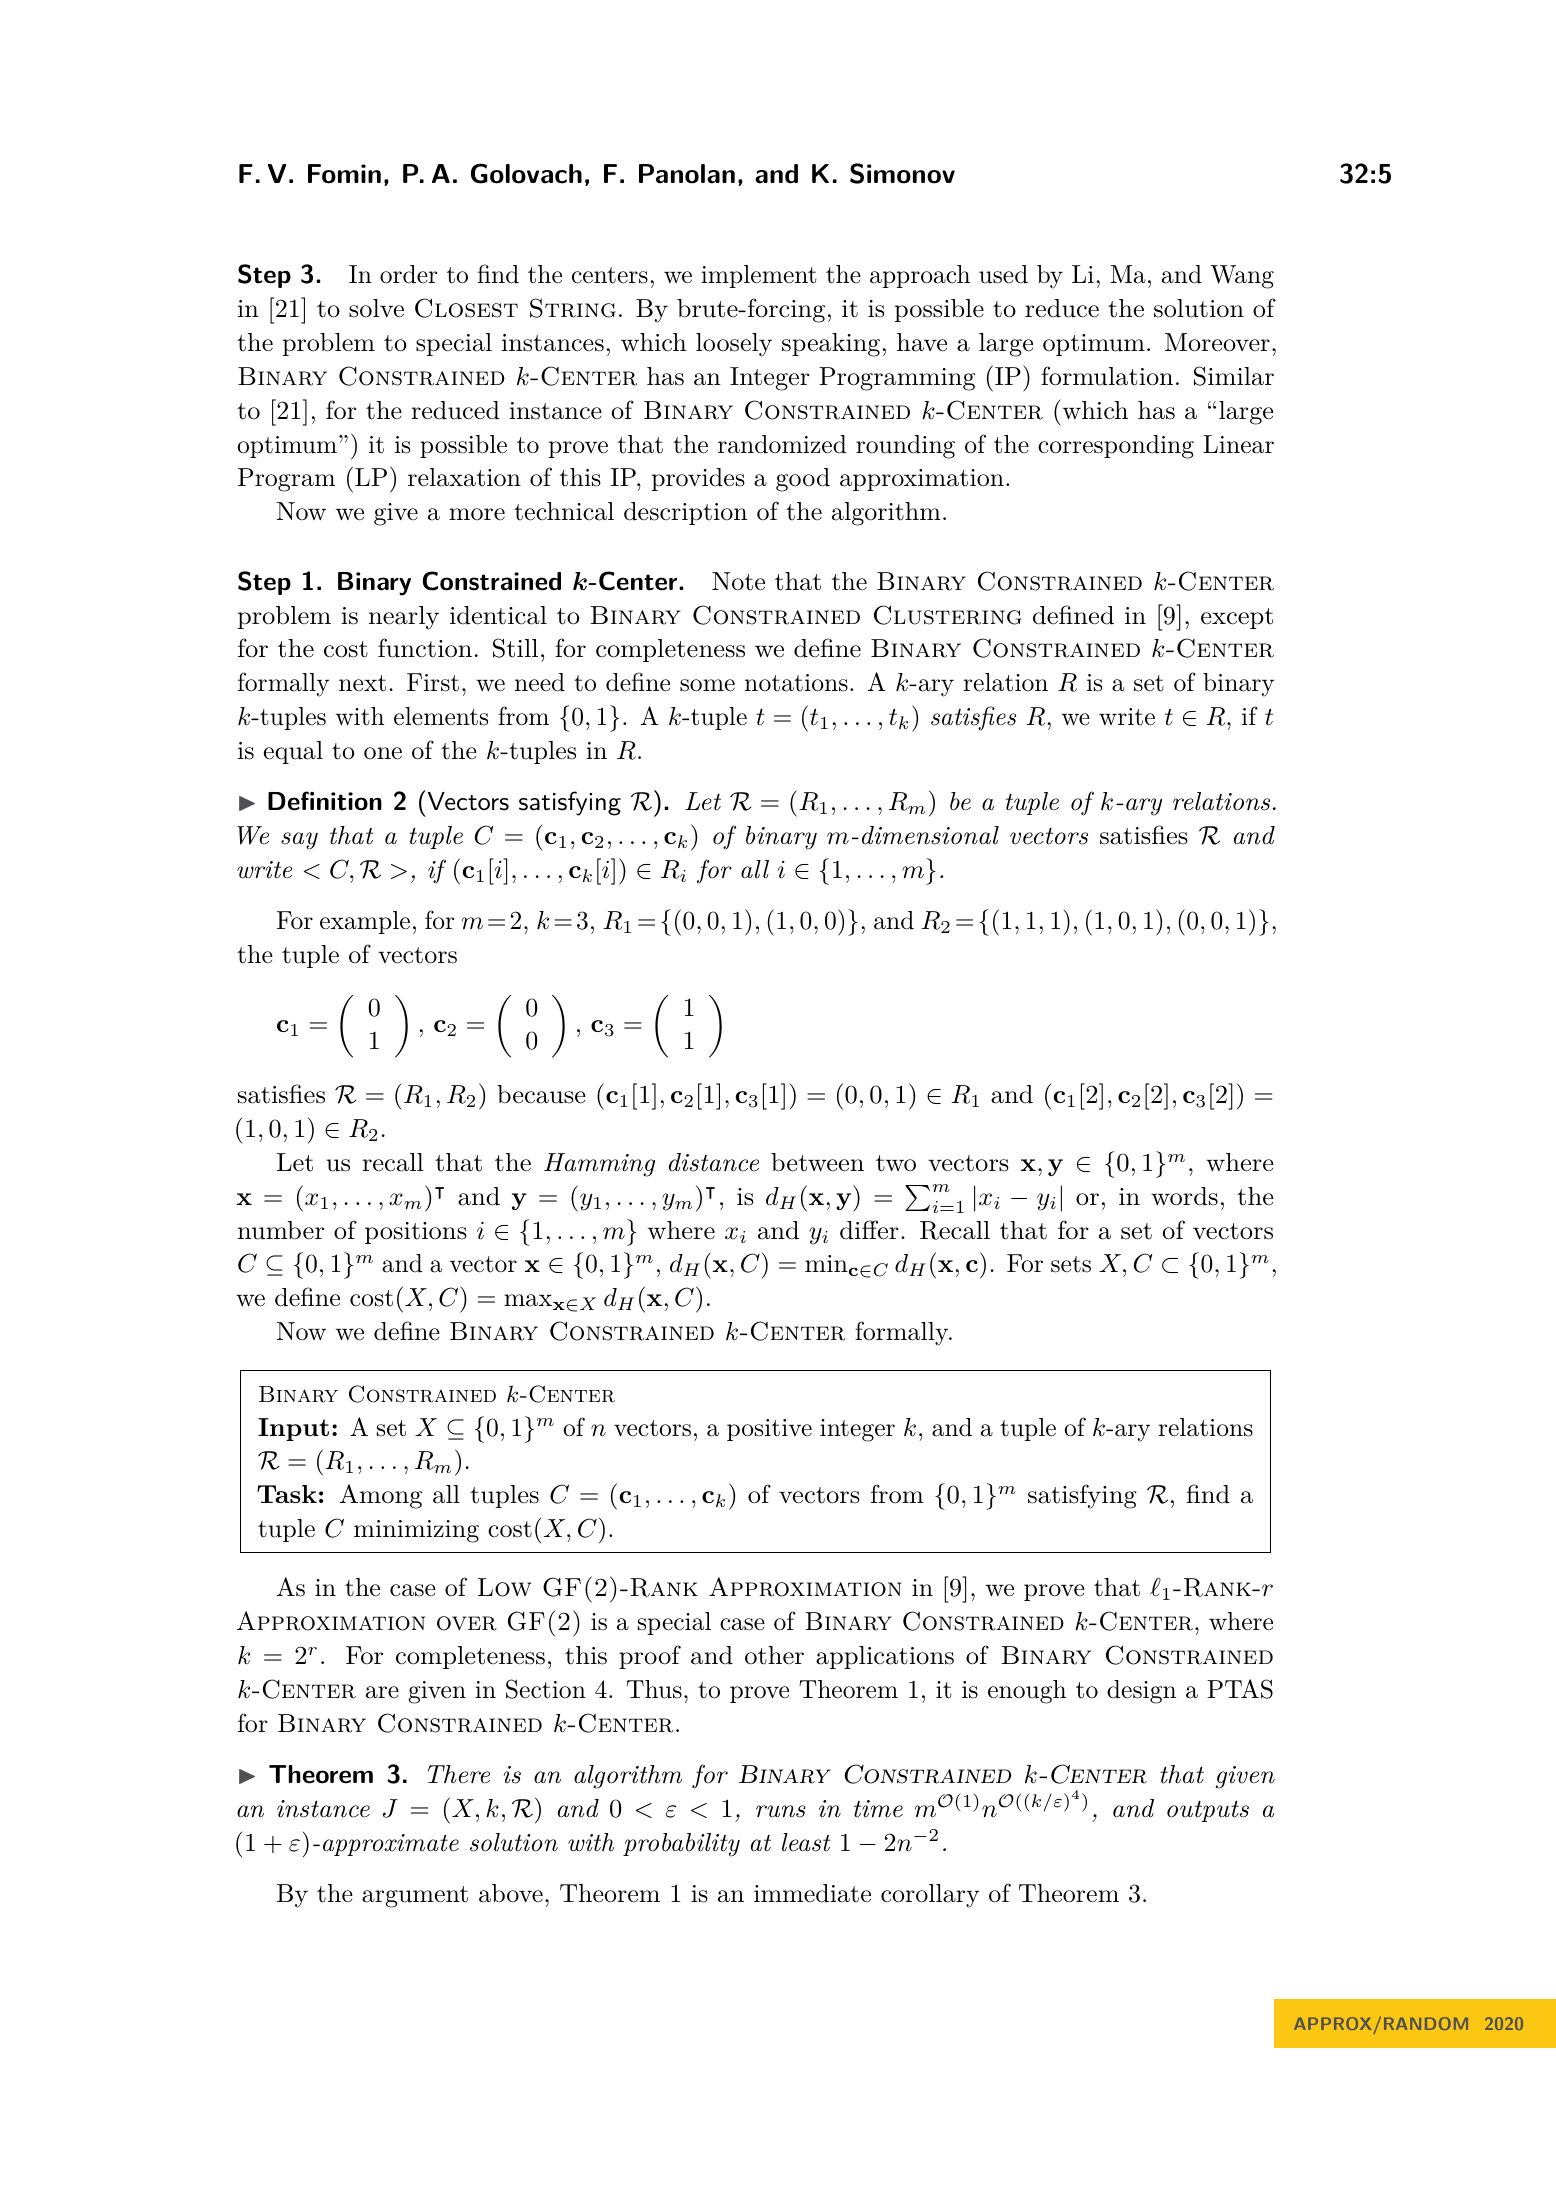 F. V. Fomin, P. A. Golovach, F. Panolan, and K. Simonov 32:5
Step 3. In order to find the centers, we implement the approach used by Li, Ma, and Wang
in [21] to solve CLOSEST STRING. By brute-forcing, it is possible to reduce the solution of
the problem to special instances, which loosely speaking, have a large optimum. Moreover,
BINARY CONSTRAINED k-CENTER has an Integer Programming (IP) formulation. Similar
to [21], for the reduced instance of BINARY CONSTRAINED k-CENTER (which has a “large
optimum”) it is possible to prove that the randomized rounding of the corresponding Linear
Program (LP) relaxation of this IP, provides a good approximation.
Now we give a more technical description of the algorithm.
Step 1. Binary Constrained k-Center. Note that the BINARY CONSTRAINED k-CENTER
problem is nearly identical to BINARY CONSTRAINED CLUSTERING defined in [9], except
for the cost function. Still, for completeness we define BINARY CONSTRAINED k-CENTER
formally next. First, we need to define some notations. A k-ary relation R is a set of binary
k-tuples with elements from {0, 1}. A k-tuple t = (t₁, . . . , tₖ) satisfies R, we write t ∈ R, if t
is equal to one of the k-tuples in R.
▶ Definition 2 (Vectors satisfying ℛ). Let ℛ = (R₁, . . . , Rₘ) be a tuple of k-ary relations.
We say that a tuple C = (c₁, c₂, . . . , cₖ) of binary m-dimensional vectors satisfies ℛ and
write < C, ℛ >, if (c₁[i], . . . , cₖ[i]) ∈ Rᵢ for all i ∈ {1, . . . , m}.
For example, for m = 2, k = 3, R₁ = {(0, 0, 1), (1, 0, 0)}, and R₂ = {(1, 1, 1), (1, 0, 1), (0, 0, 1)},
the tuple of vectors
c₁ = ( 0 1 ), c₂ = ( 0 0 ), c₃ = ( 1 1 )
satisfies ℛ = (R₁, R₂) because (c₁[1], c₂[1], c₃[1]) = (0, 0, 1) ∈ R₁ and (c₁[2], c₂[2], c₃[2]) =
(1, 0, 1) ∈ R₂.
Let us recall that the Hamming distance between two vectors x, y ∈ {0, 1}ᵐ, where
x = (x₁, . . . , xₘ)ᵀ and y = (y₁, . . . , yₘ)ᵀ, is d_H(x, y) = ∑ᵢ₌₁ᵐ |xᵢ − yᵢ| or, in words, the
number of positions i ∈ {1, . . . , m} where xᵢ and yᵢ differ. Recall that for a set of vectors
C ⊆ {0, 1}ᵐ and a vector x ∈ {0, 1}ᵐ, d_H(x, C) = min_{c∈C} d_H(x, c). For sets X, C ⊂ {0, 1}ᵐ,
we define cost(X, C) = max_{x∈X} d_H(x, C).
Now we define BINARY CONSTRAINED k-CENTER formally.
BINARY CONSTRAINED k-CENTER
Input: A set X ⊆ {0, 1}ᵐ of n vectors, a positive integer k, and a tuple of k-ary relations
ℛ = (R₁, . . . , Rₘ).
Task: Among all tuples C = (c₁, . . . , cₖ) of vectors from {0, 1}ᵐ satisfying ℛ, find a
tuple C minimizing cost(X, C).
As in the case of LOW GF(2)-RANK APPROXIMATION in [9], we prove that ℓ₁-RANK-r
APPROXIMATION OVER GF(2) is a special case of BINARY CONSTRAINED k-CENTER, where
k = 2ʳ. For completeness, this proof and other applications of BINARY CONSTRAINED
k-CENTER are given in Section 4. Thus, to prove Theorem 1, it is enough to design a PTAS
for BINARY CONSTRAINED k-CENTER.
▶ Theorem 3. There is an algorithm for BINARY CONSTRAINED k-CENTER that given
an instance J = (X, k, ℛ) and 0 < ε < 1, runs in time m^{𝒪(1)}n^{𝒪((k/ε)⁴)}, and outputs a
(1 + ε)-approximate solution with probability at least 1 − 2n⁻².
By the argument above, Theorem 1 is an immediate corollary of Theorem 3.
APPROX/RANDOM 2020